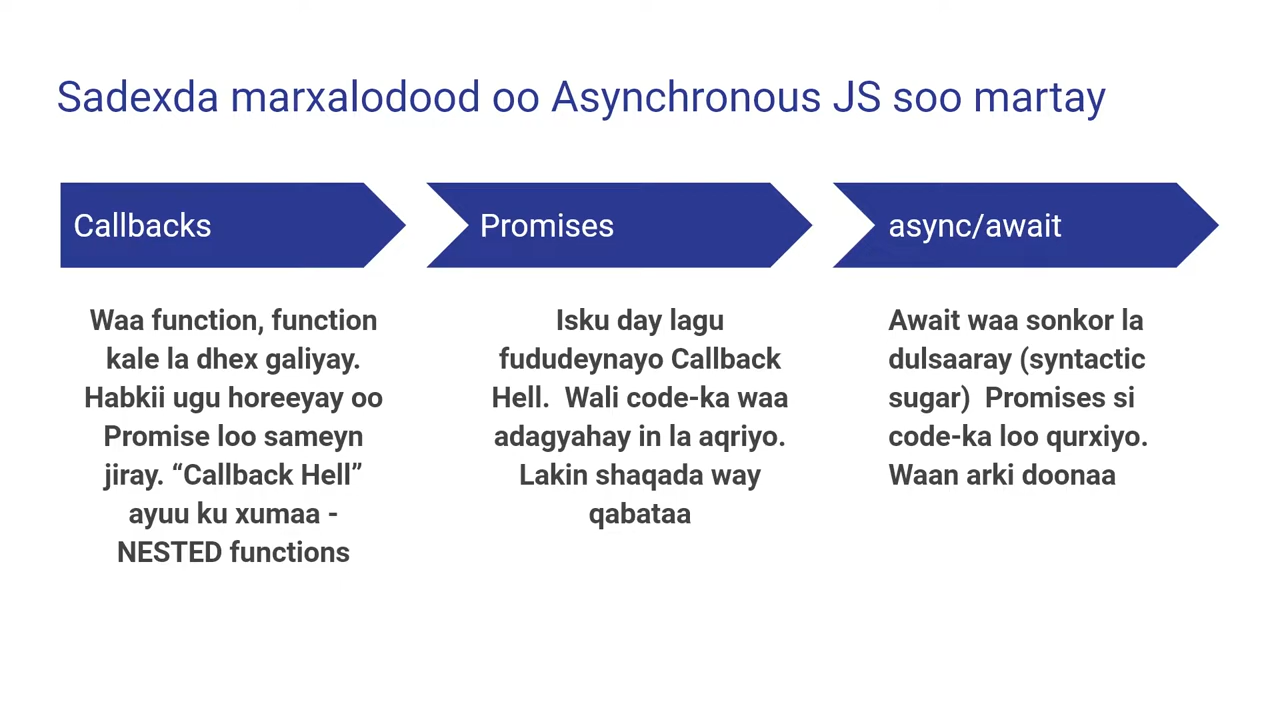 Sadexda marxalodood oo Asynchronous JS soo martay
Callbacks
Waa function, function
kale la dhex galiyay.
Habkii ugu horeeyay oo
Promise loo sameyn
jiray. “Callback Hell”
ayuu ku xumaa -
NESTED functions
Promises
Isku day lagu
fududeynayo Callback
Hell.  Wali code-ka waa
adagyahay in la aqriyo.
Lakin shaqada way
qabataa
async/await
Await waa sonkor la
dulsaaray (syntactic
sugar)  Promises si
code-ka loo qurxiyo.
Waan arki doonaa